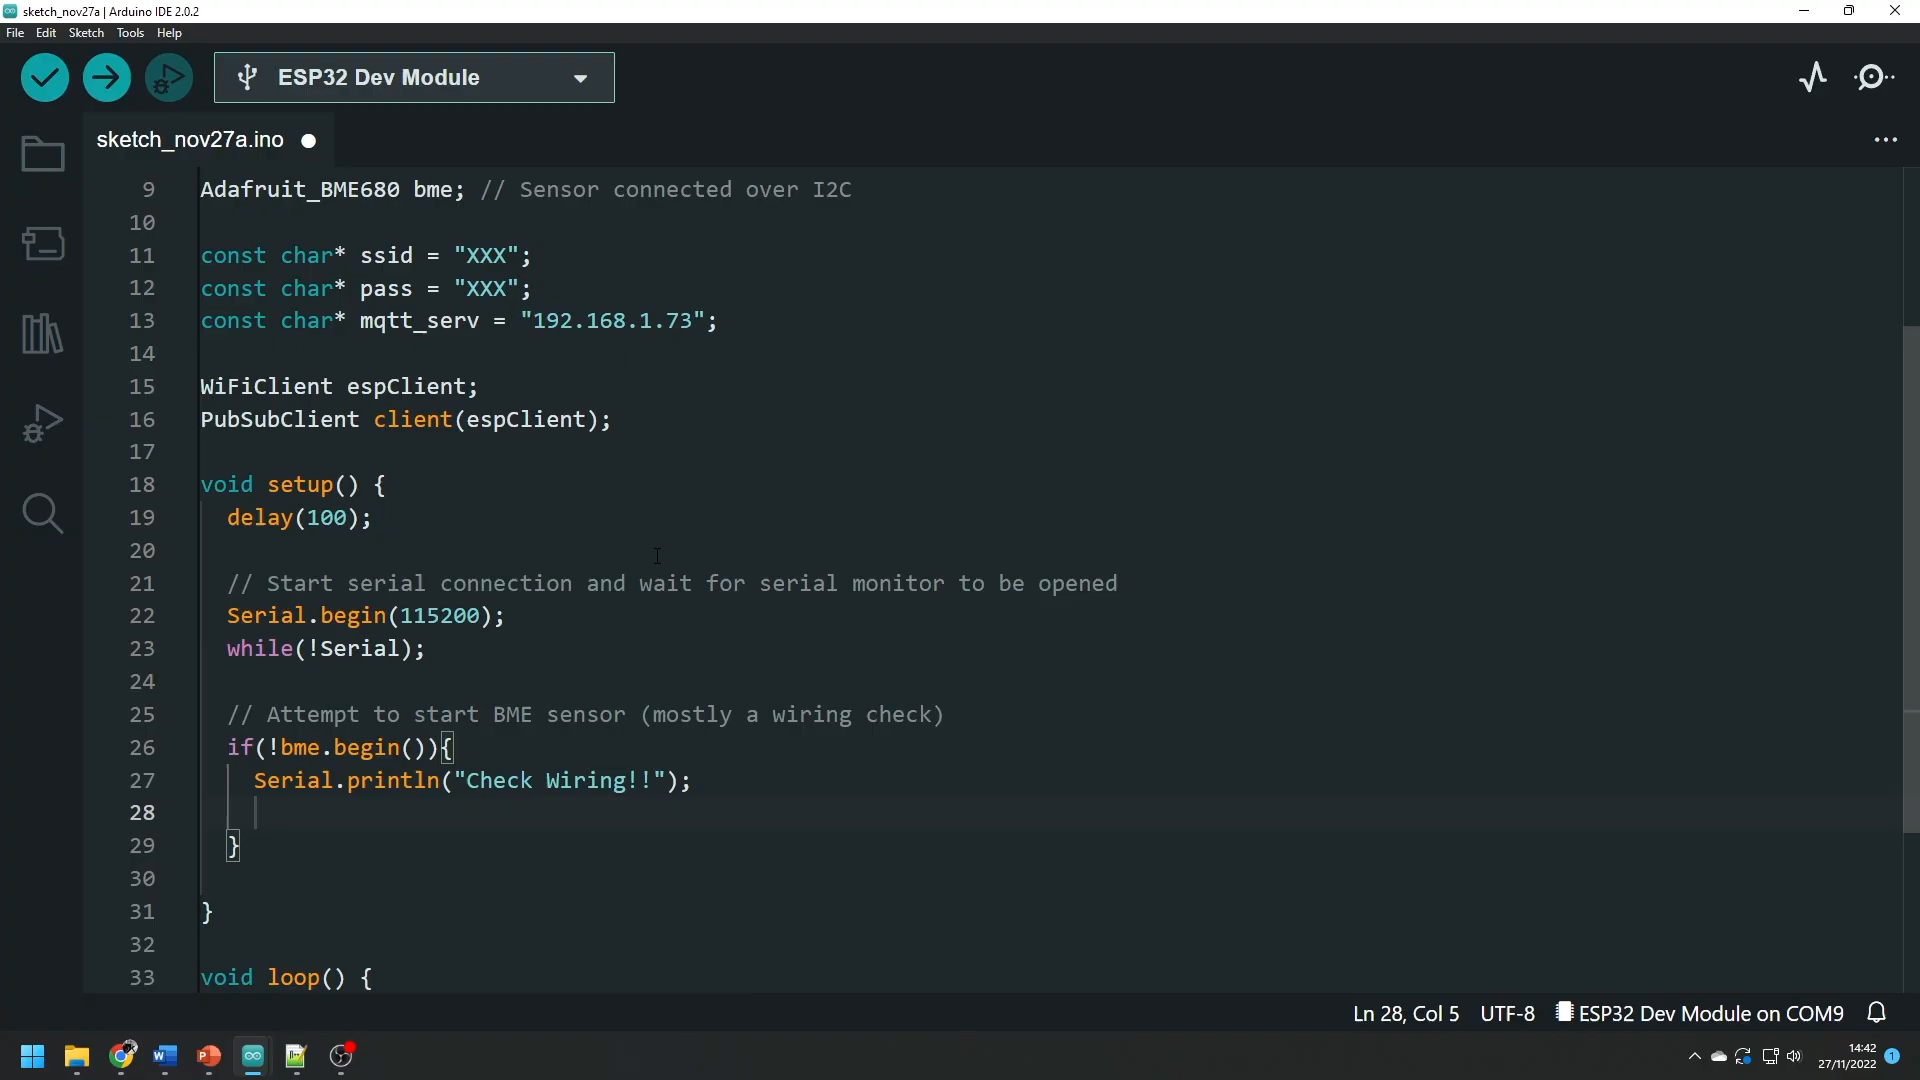 sketch_nov27a | Arduino IDE 2.0.2
File Edit Sketch Tools Help
ESP32 Dev Module
sketch_nov27a.ino
9 Adafruit_BME680 bme; // Sensor connected over I2C
10
11 const char* ssid = "XXX";
12 const char* pass = "XXX";
13 const char* mqtt_serv = "192.168.1.73";
14
15 WiFiClient espClient;
16 PubSubClient client(espClient);
17
18 void setup() {
19 delay(100);
20
21 // Start serial connection and wait for serial monitor to be opened
22 Serial.begin(115200);
23 while(!Serial);
24
25 // Attempt to start BME sensor (mostly a wiring check)
26 if(!bme.begin()){
27 Serial.println("Check Wiring!!");
28
29 }
30
31 }
32
33 void loop() {
Ln 28, Col 5 UTF-8 ESP32 Dev Module on COM9
14:42
27/11/2022 1